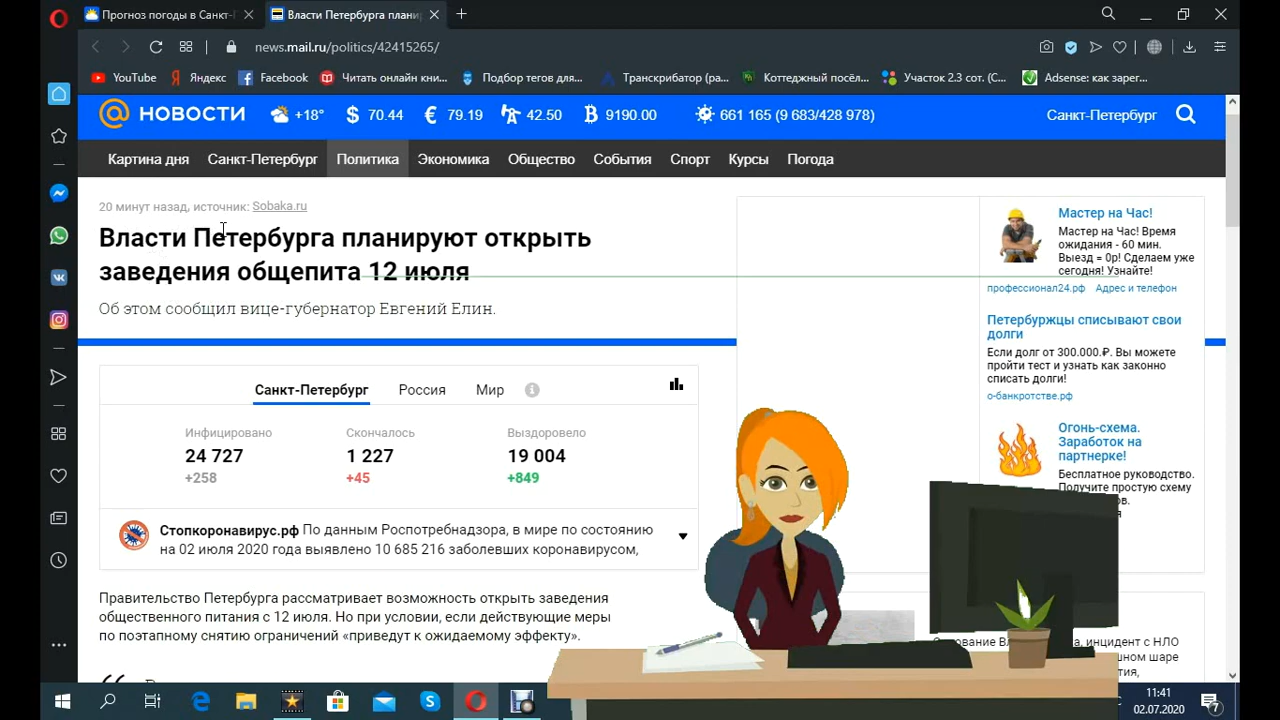 Прогноз погоды в Санкт-
Власти Петербурга плани
news.mail.ru/politics/42415265/
YouTube
Яндекс
Facebook
Читать онлайн кни...
Подбор тегов для...
Транскрибатор (ра...
Коттеджный посёл...
Участок 2.3 сот. (С...
Adsense: как зарег...
НОВОСТИ
+18°
$ 70.44
€ 79.19
42.50
9190.00
661 165 (9 683/428 978)
Санкт-Петербург
Картина дня
Санкт-Петербург
Политика
Экономика
Общество
События
Спорт
Курсы
Погода
20 минут назад, источник: Sobaka.ru
Власти Петербурга планируют открыть
заведения общепита 12 июля
Об этом сообщил вице-губернатор Евгений Елин.
Санкт-Петербург
Россия
Мир
Инфицировано
Скончалось
Выздоровело
24 727
1 227
19 004
+258
+45
+849
Стопкоронавирус.рф По данным Роспотребнадзора, в мире по состоянию
на 02 июля 2020 года выявлено 10 685 216 заболевших коронавирусом,
Правительство Петербурга рассматривает возможность открыть заведения
общественного питания с 12 июля. Но при условии, если действующие меры
по поэтапному снятию ограничений «приведут к ожидаемому эффекту».
Мастер на Час!
Мастер на Час! Время
ожидания - 60 мин.
Выезд = 0р! Сделаем уже
сегодня! Узнайте!
профессионал24.рф Адрес и телефон
Петербуржцы списывают свои
долги
Если долг от 300.000.₽. Вы можете
пройти тест и узнать как законно
списать долги!
о-банкротстве.рф
Огонь-схема.
Заработок на
партнерке!
Бесплатное руководство.
Получите простую схему
инцидент с НЛО
11:41
02.07.2020
7